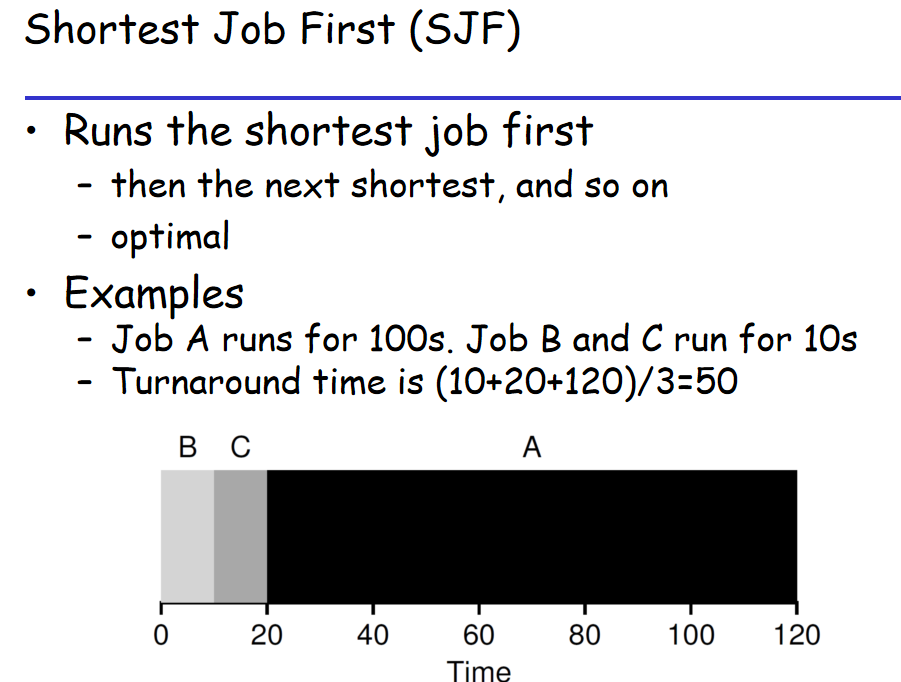 Shortest Job First (SJF)
• Runs the shortest job first
– then the next shortest, and so on
– optimal
• Examples
– Job A runs for 100s. Job B and C run for 10s
– Turnaround time is (10+20+120)/3=50
B C A
0 20 40 60 80 100 120
Time